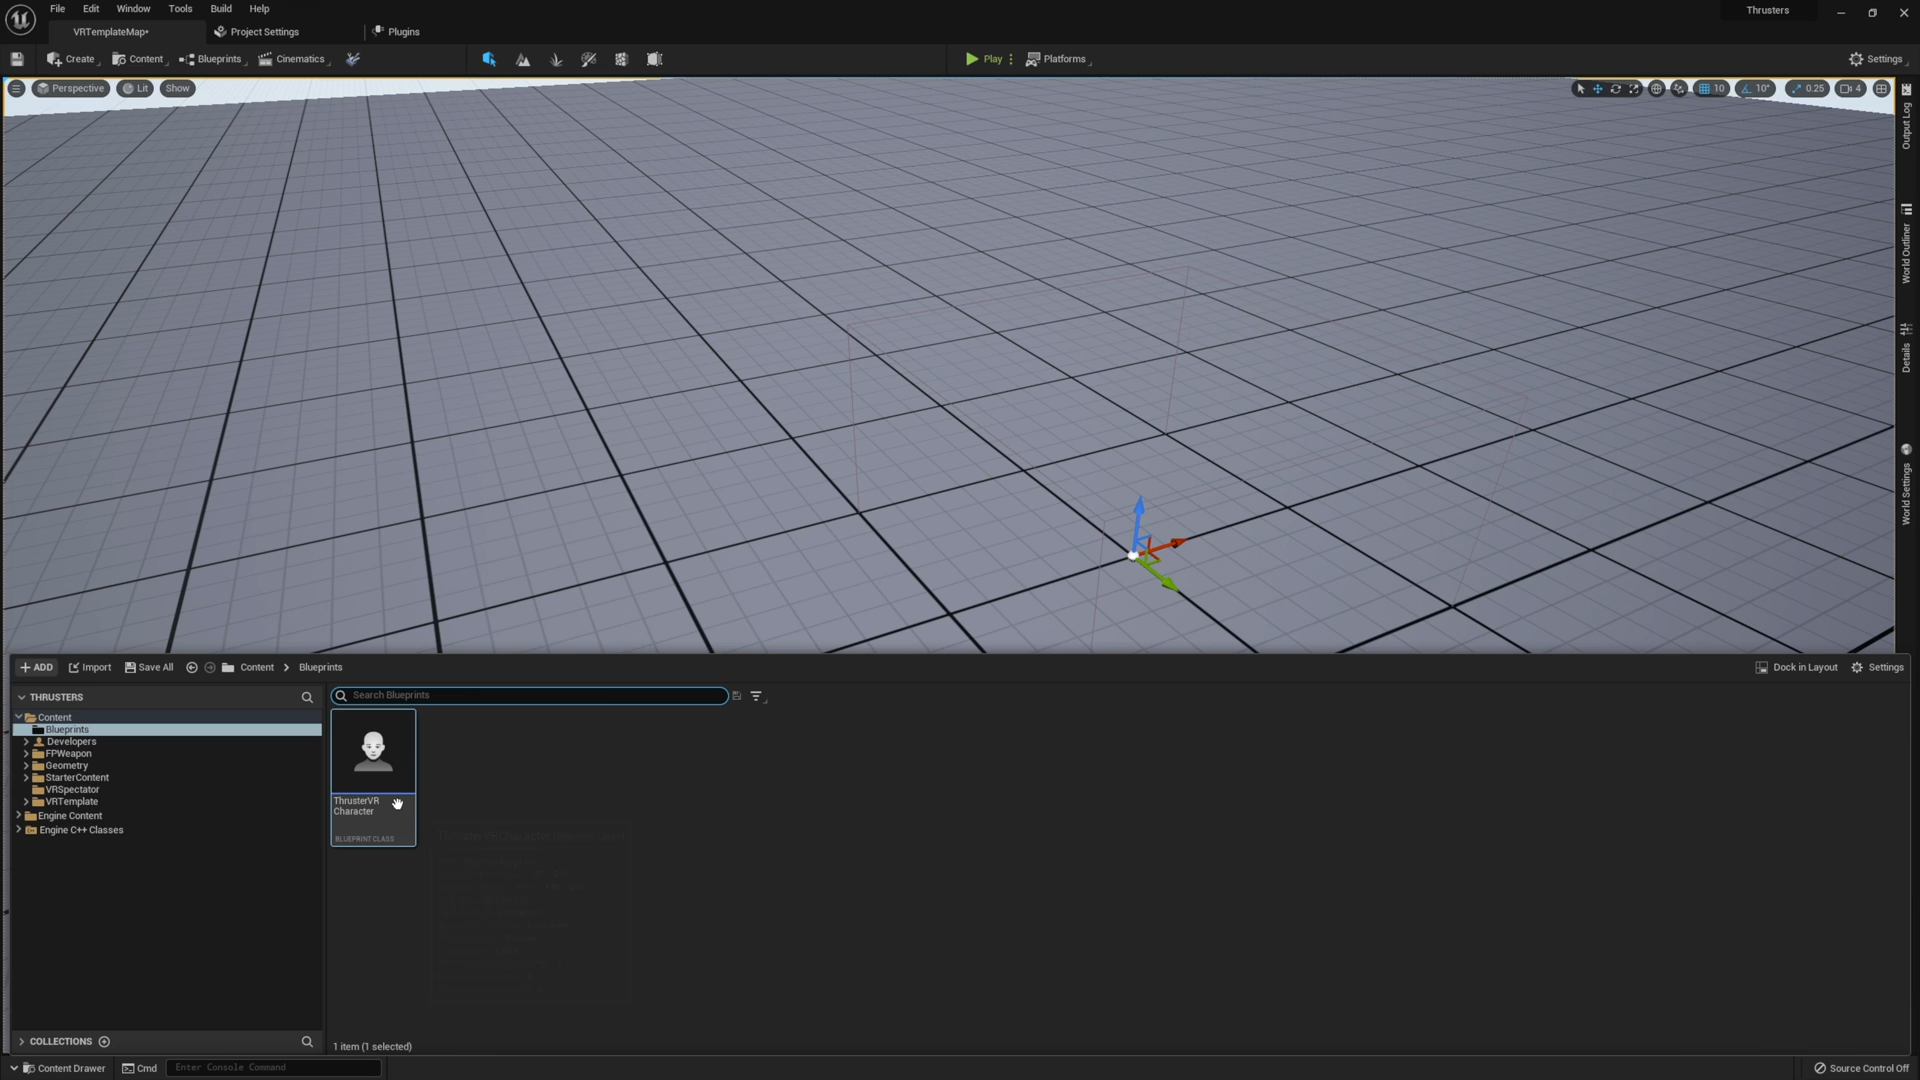 File Edit Window Tools Build Help
Thrusters
VRTemplateMap*
Project Settings
Plugins
Create
Content
Blueprints
Cinematics
Play
Platforms
Settings
Perspective
Lit
Show
10
10°
0.25
4
Output Log
World Outliner
Details
World Settings
ADD
Import
Save All
Content
Blueprints
Dock in Layout
Settings
THRUSTERS
Search Blueprints
Content
Blueprints
Developers
FPWeapon
Geometry
StarterContent
VRSpectator
VRTemplate
Engine Content
Engine C++ Classes
ThrusterVR
Character
BLUEPRINT CLASS
COLLECTIONS
1 item (1 selected)
Content Drawer
Cmd
Enter Console Command
Source Control Off